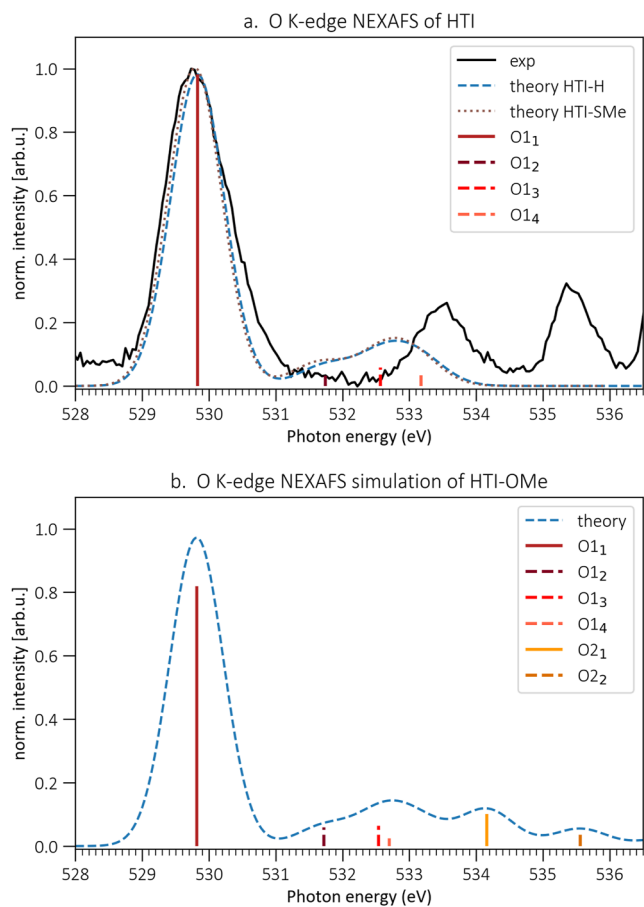 a. O K-edge NEXAFS of HTI
norm. intensity [arb.u.]
1.0
0.8
0.6
0.4
0.2
0.0
exp
theory HTI-H
theory HTI-SMe
O1₁
O1₂
O1₃
O1₄
528 529 530 531 532 533 534 535 536
Photon energy (eV)
b. O K-edge NEXAFS simulation of HTI-OMe
norm. intensity [arb.u.]
1.0
0.8
0.6
0.4
0.2
0.0
theory
O1₁
O1₂
O1₃
O1₄
O2₁
O2₂
528 529 530 531 532 533 534 535 536
Photon energy (eV)